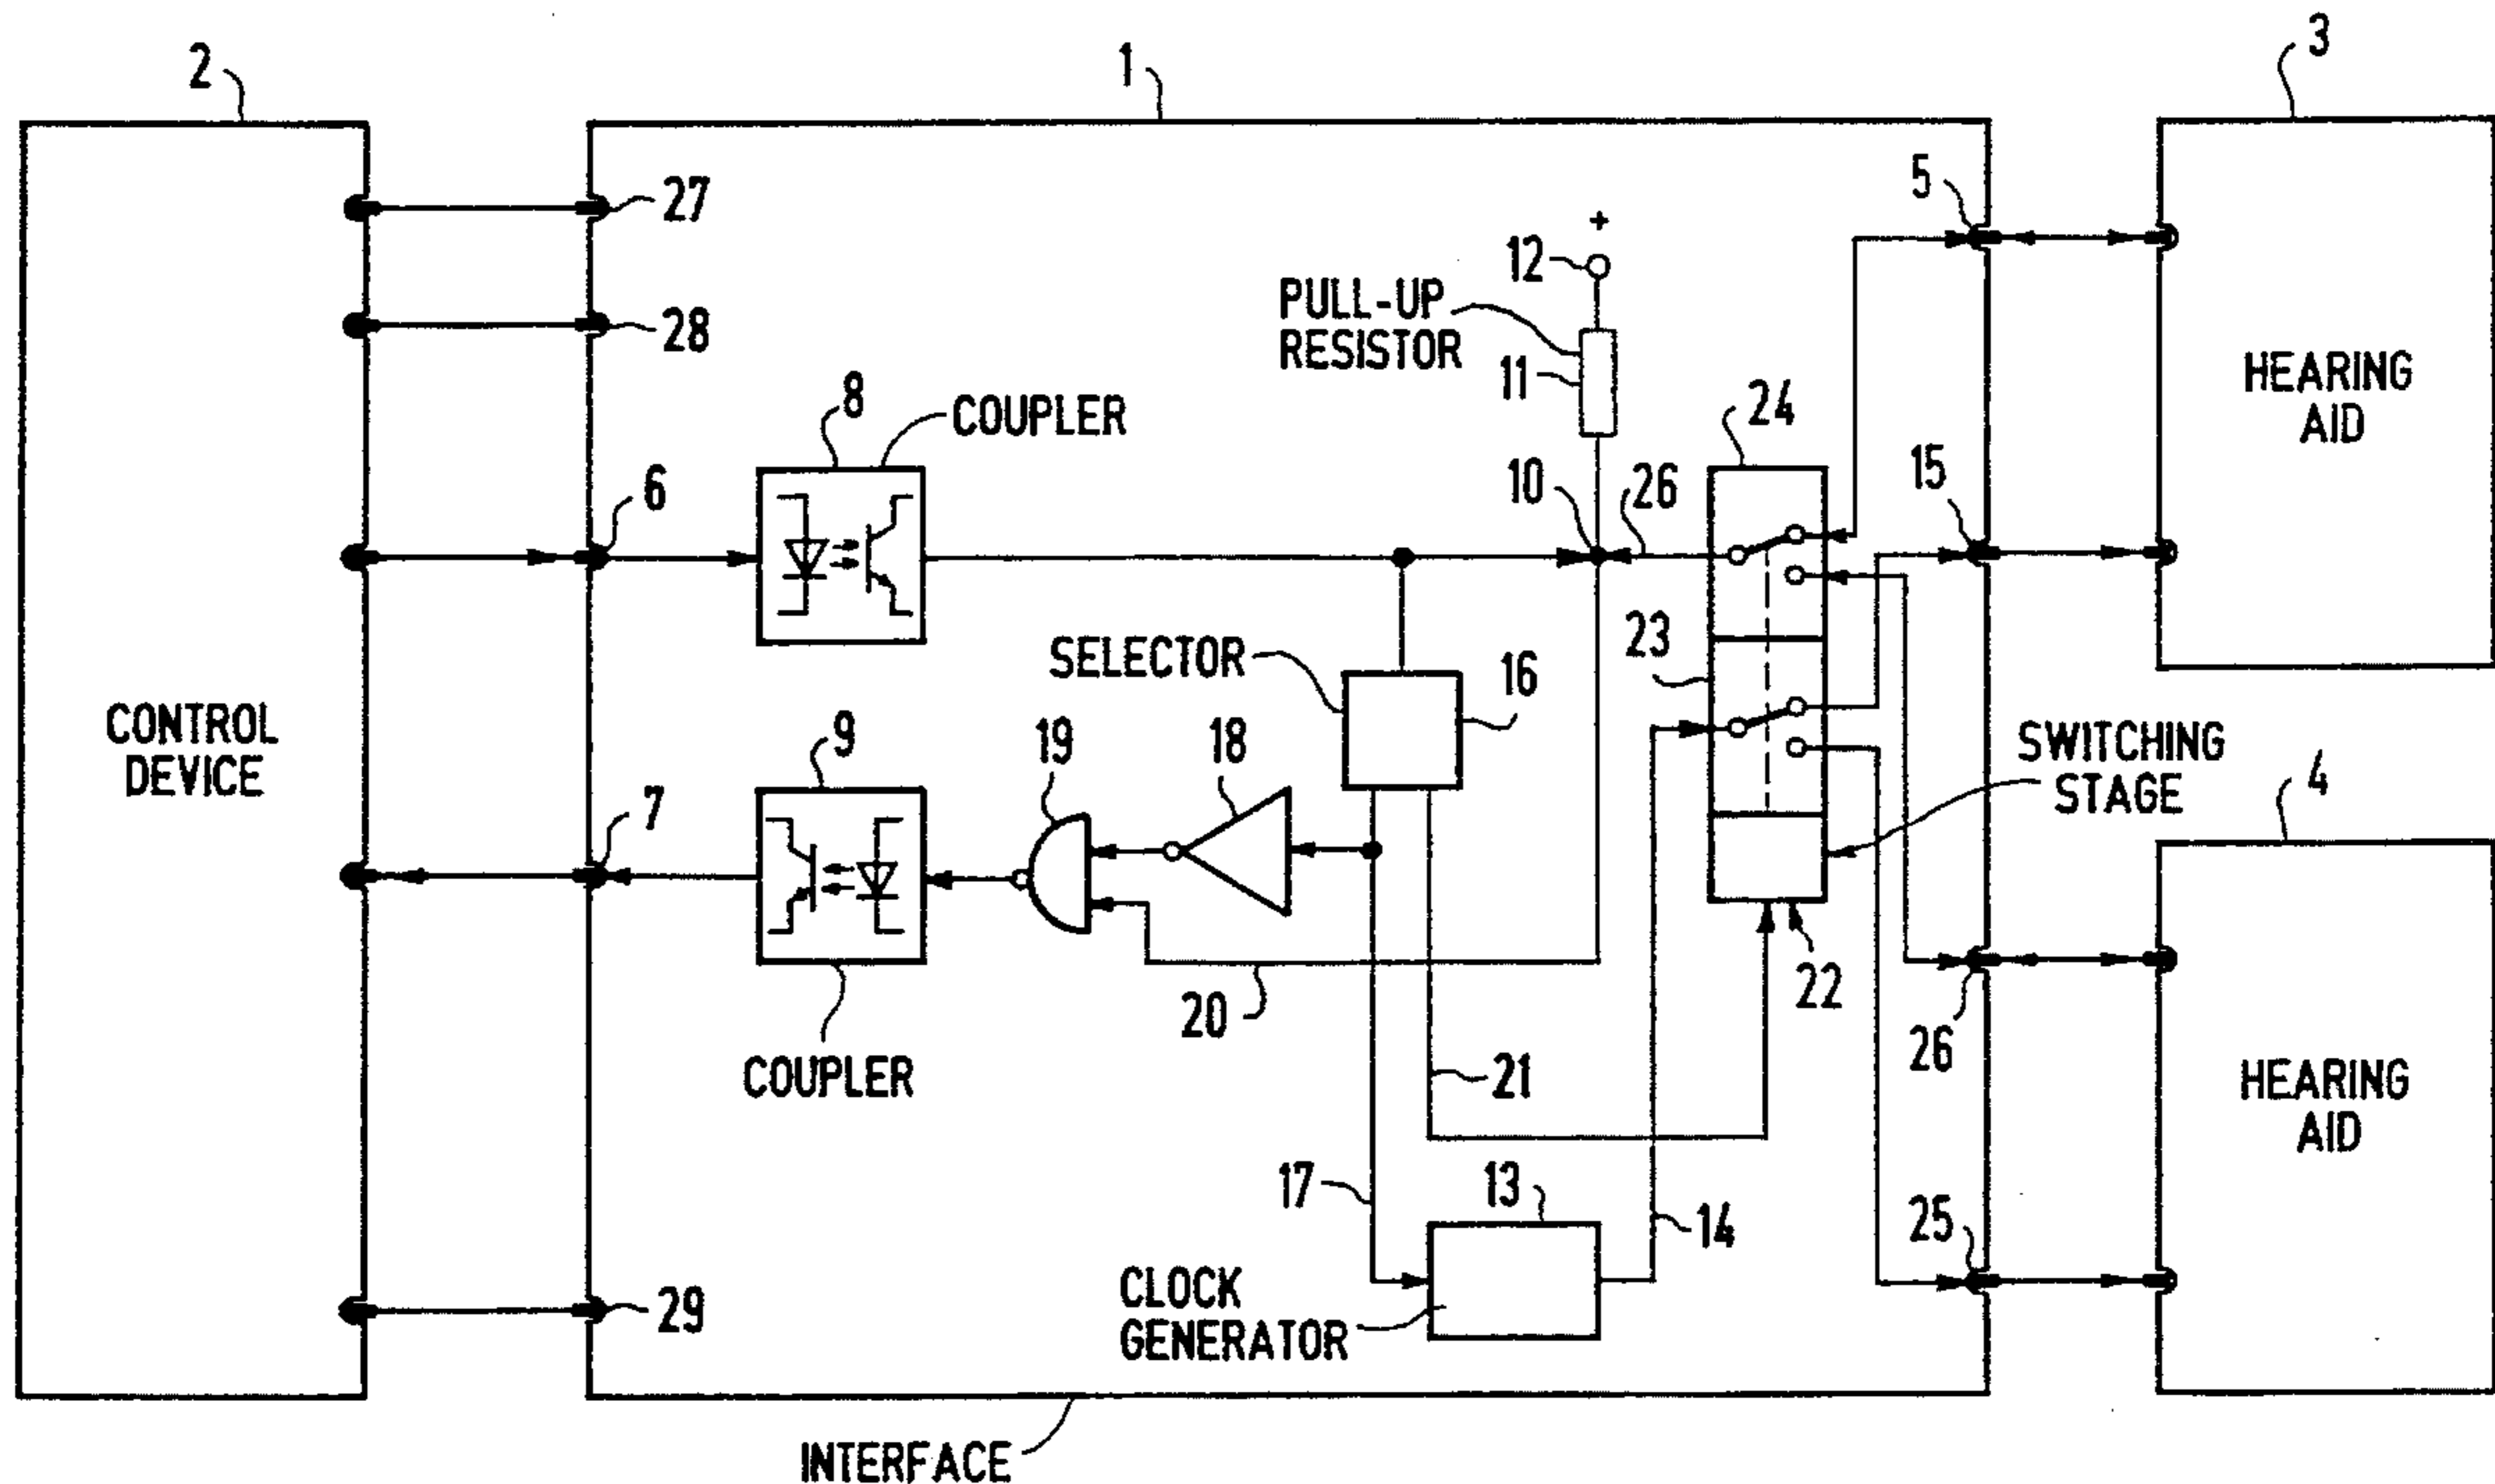 2
1
3
27
5
+
12
28
PULL-UP
RESISTOR
11
HEARING
AID
8
COUPLER
24
6
10
26
15
SELECTOR
23
16
CONTROL
DEVICE
9
19
18
SWITCHING
STAGE
4
7
20
22
26
COUPLER
21
HEARING
AID
17
13
14
25
29
CLOCK
GENERATOR
INTERFACE